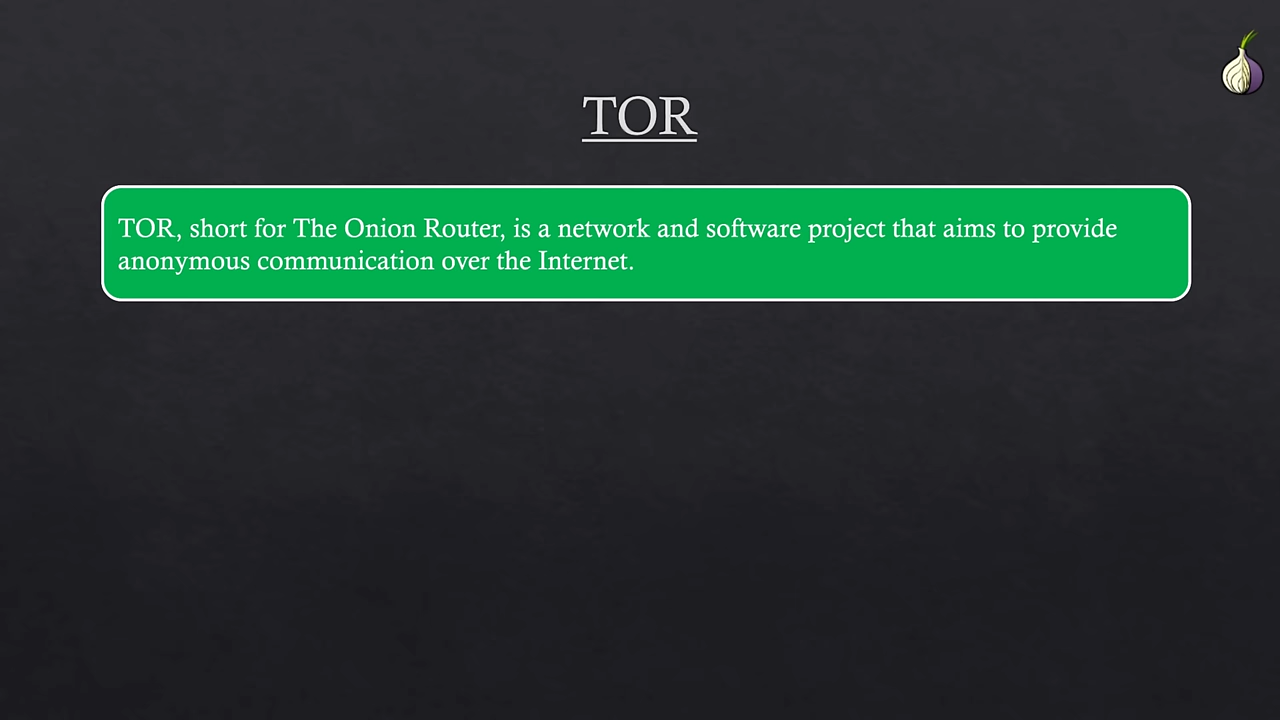 TOR
TOR, short for The Onion Router, is a network and software project that aims to provide
anonymous communication over the Internet.